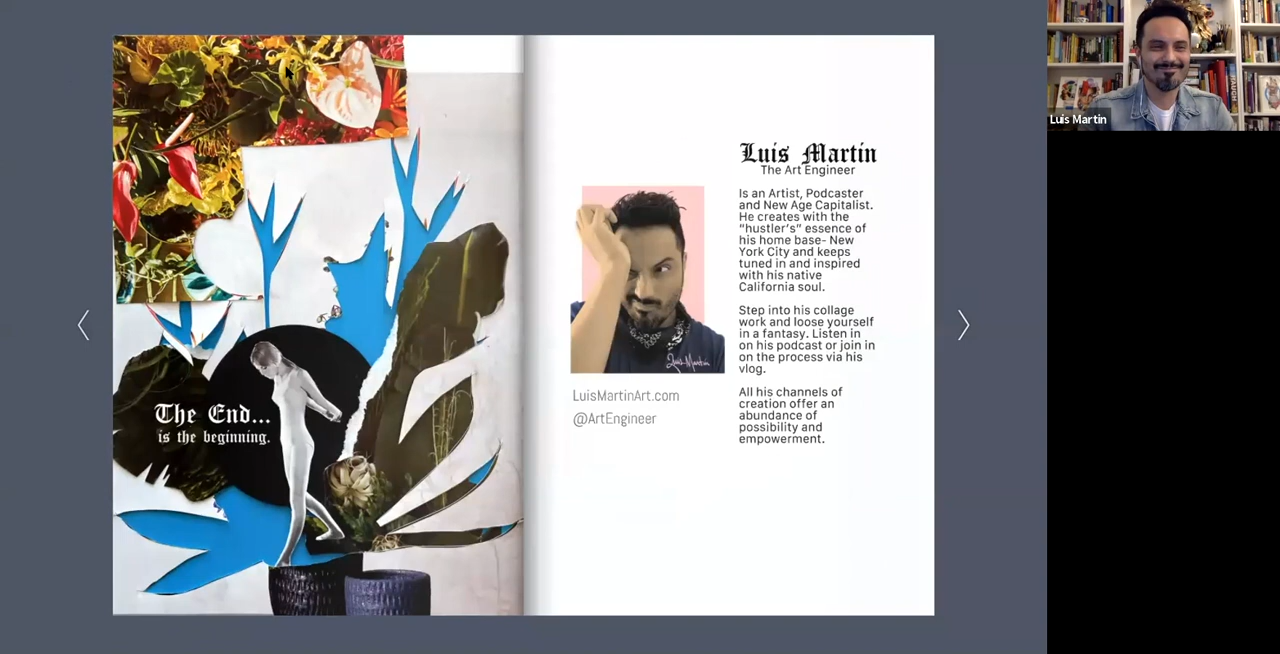 The End...
is the beginning.
Luis Martin
The Art Engineer
Is an Artist, Podcaster
and New Age Capitalist.
He creates with the
"hustler's" essence of
his home base- New
York City and keeps
tuned in and inspired
with his native
California soul.
Step into his collage
work and loose yourself
in a fantasy. Listen in
on his podcast or join in
on the process via his
vlog.
All his channels of
creation offer an
abundance of
possibility and
empowerment.
Luis Martin
LuisMartinArt.com
@ArtEngineer
Luis Martin